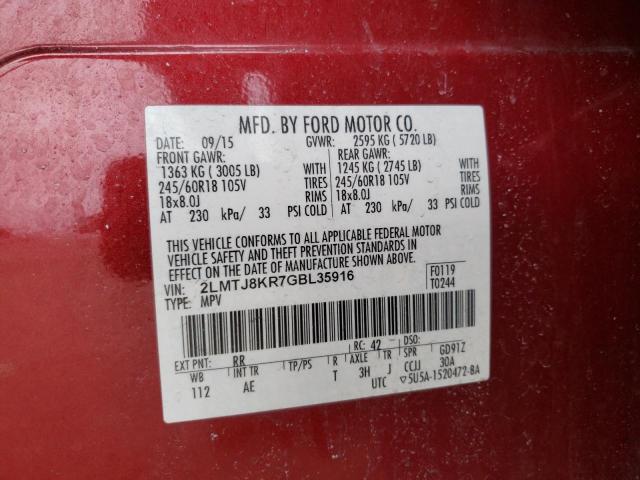 MFD. BY FORD MOTOR CO.
DATE: 09/15 GVWR: 2595 KG ( 5720 LB)
FRONT GAWR: REAR GAWR:
1363 KG ( 3005 LB) WITH 1245 KG ( 2745 LB) WITH
245/60R18 105V TIRES 245/60R18 105V TIRES
18x8.0J RIMS 18x8.0J RIMS
AT 230 kPa/ 33 PSI COLD AT 230 kPa/ 33 PSI COLD
THIS VEHICLE CONFORMS TO ALL APPLICABLE FEDERAL MOTOR
VEHICLE SAFETY AND THEFT PREVENTION STANDARDS IN
EFFECT ON THE DATE OF MANUFACTURE SHOWN ABOVE.
VIN: 2LMTJ8KR7GBL35916 F0119
TYPE: MPV T0244
EXT PNT: RR RC: 42 DSO:
WB INT TR TP/PS R AXLE TR SPR GD91Z
112 AE T 3H J CCJJ 30A
UTC 5U5A-1520472-BA